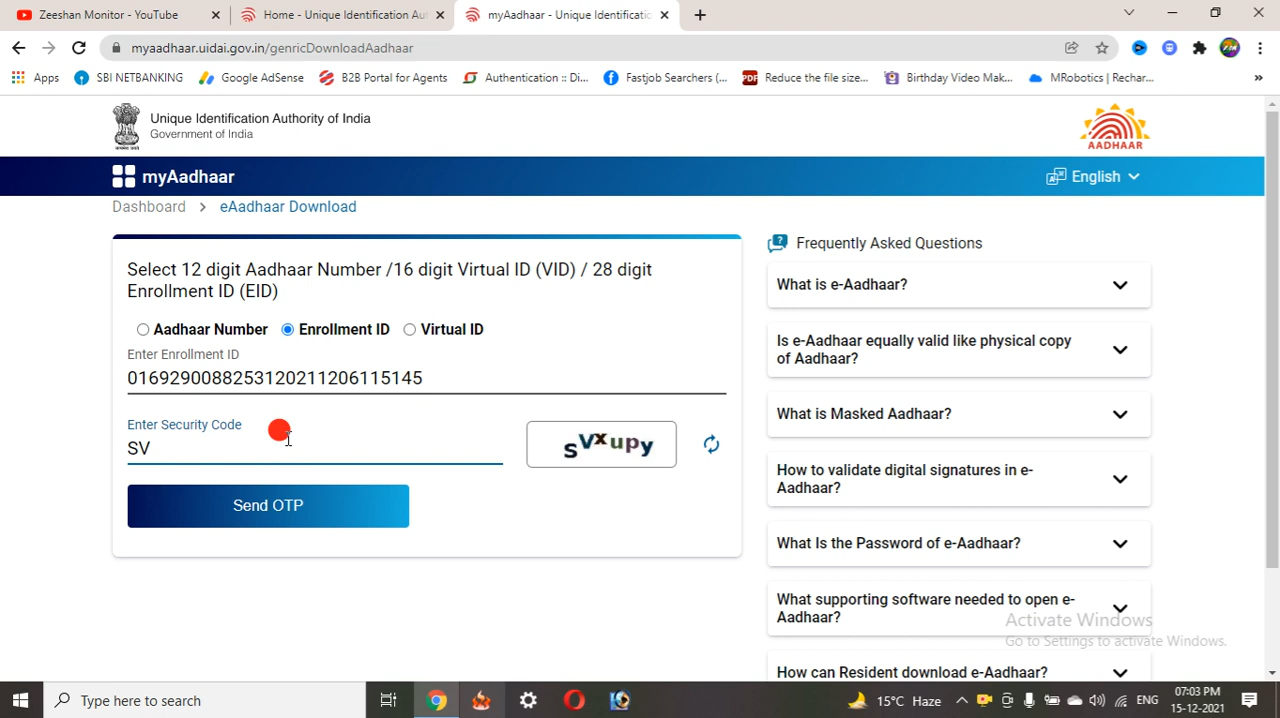 Zeeshan Monitor - YouTube
Home - Unique Identification Aut
myAadhaar - Unique Identificatic
myaadhaar.uidai.gov.in/genricDownloadAadhaar
Apps
SBI NETBANKING
Google AdSense
B2B Portal for Agents
Authentication :: Di...
Fastjob Searchers (...
PDF
Reduce the file size...
Birthday Video Mak...
MRobotics | Rechar...
»
Unique Identification Authority of India
Government of India
AADHAAR
myAadhaar
English
Dashboard > eAadhaar Download
Select 12 digit Aadhaar Number /16 digit Virtual ID (VID) / 28 digit
Enrollment ID (EID)
Aadhaar Number
Enrollment ID
Virtual ID
Enter Enrollment ID
0169290088253120211206115145
Enter Security Code
SV
sVxupy
Send OTP
Frequently Asked Questions
What is e-Aadhaar?
Is e-Aadhaar equally valid like physical copy
of Aadhaar?
What is Masked Aadhaar?
How to validate digital signatures in e-
Aadhaar?
What Is the Password of e-Aadhaar?
What supporting software needed to open e-
Aadhaar?
How can Resident download e-Aadhaar?
Activate Windows
Go to Settings to activate Windows.
Type here to search
15°C Haze
ENG
07:03 PM
15-12-2021